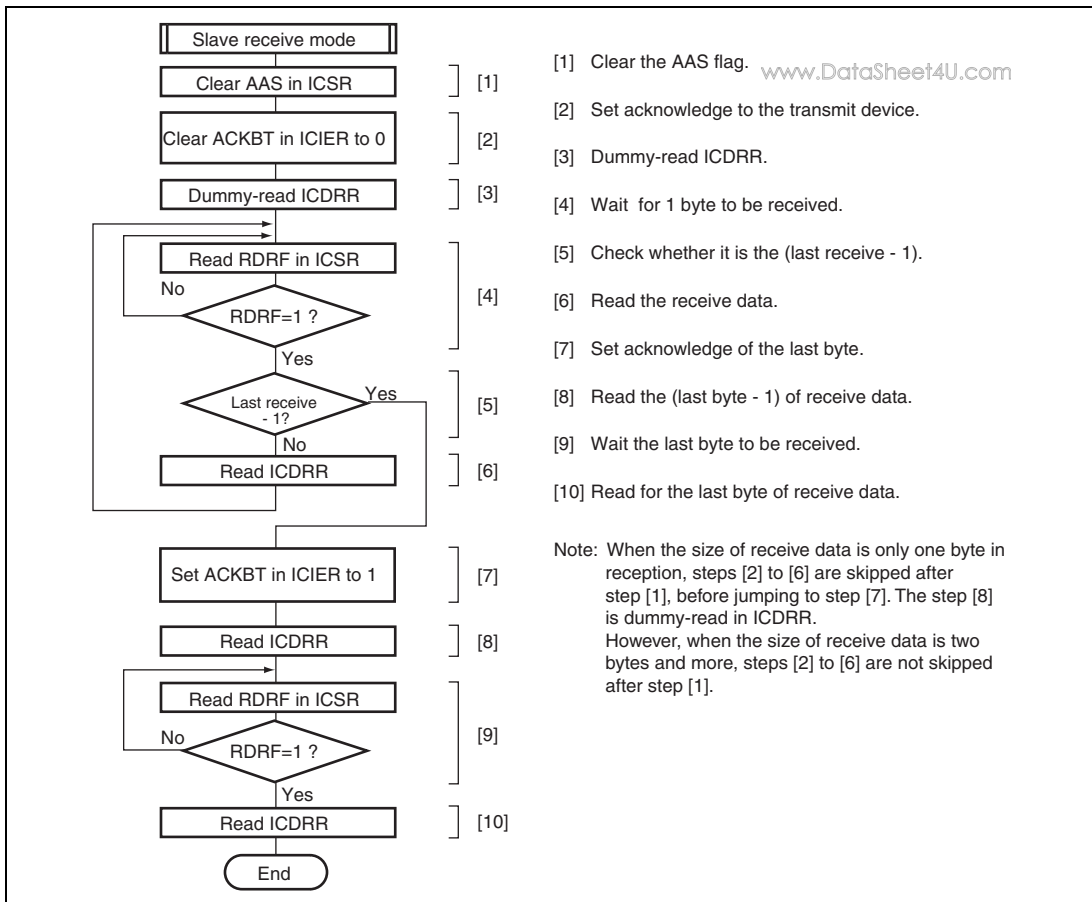 Slave receive mode
Clear AAS in ICSR
[1]
Clear ACKBT in ICIER to 0
[2]
Dummy-read ICDRR
[3]
Read RDRF in ICSR
No
RDRF=1 ?
[4]
Yes
Last receive
- 1?
Yes
[5]
No
Read ICDRR
[6]
Set ACKBT in ICIER to 1
[7]
Read ICDRR
[8]
Read RDRF in ICSR
No
RDRF=1 ?
[9]
Yes
Read ICDRR
[10]
End
[1] Clear the AAS flag.
www.DataSheet4U.com
[2] Set acknowledge to the transmit device.
[3] Dummy-read ICDRR.
[4] Wait for 1 byte to be received.
[5] Check whether it is the (last receive - 1).
[6] Read the receive data.
[7] Set acknowledge of the last byte.
[8] Read the (last byte - 1) of receive data.
[9] Wait the last byte to be received.
[10] Read for the last byte of receive data.
Note: When the size of receive data is only one byte in
reception, steps [2] to [6] are skipped after
step [1], before jumping to step [7]. The step [8]
is dummy-read in ICDRR.
However, when the size of receive data is two
bytes and more, steps [2] to [6] are not skipped
after step [1].